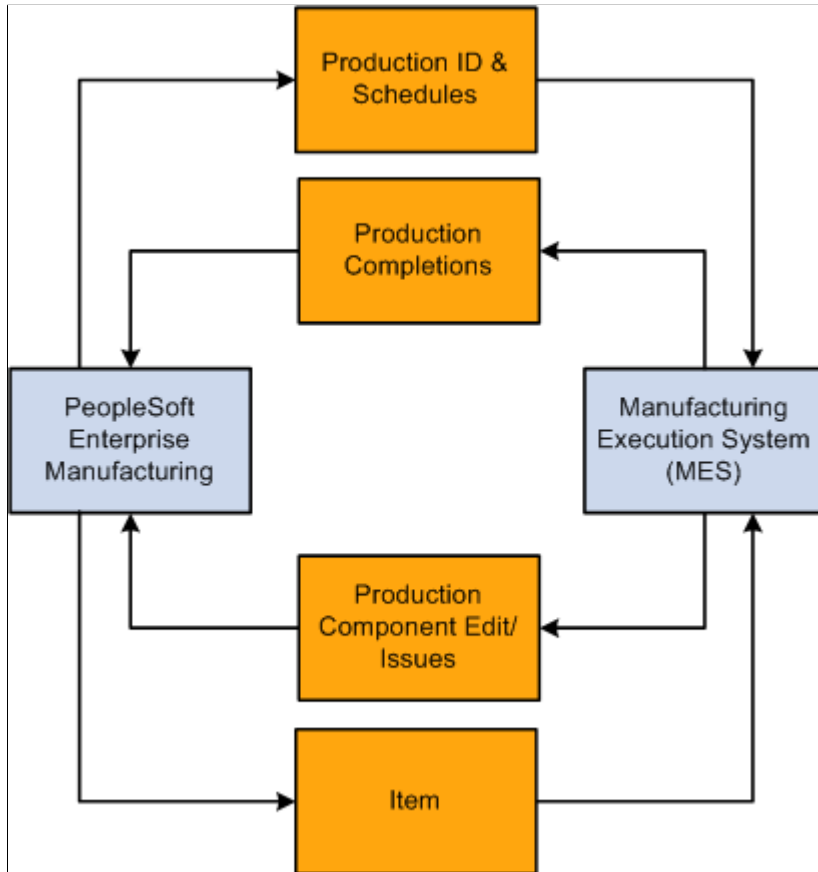 Production ID &
Schedules
Production
Completions
PeopleSoft
Enterprise
Manufacturing
Manufacturing
Execution System
(MES)
Production
Component Edit/
Issues
Item